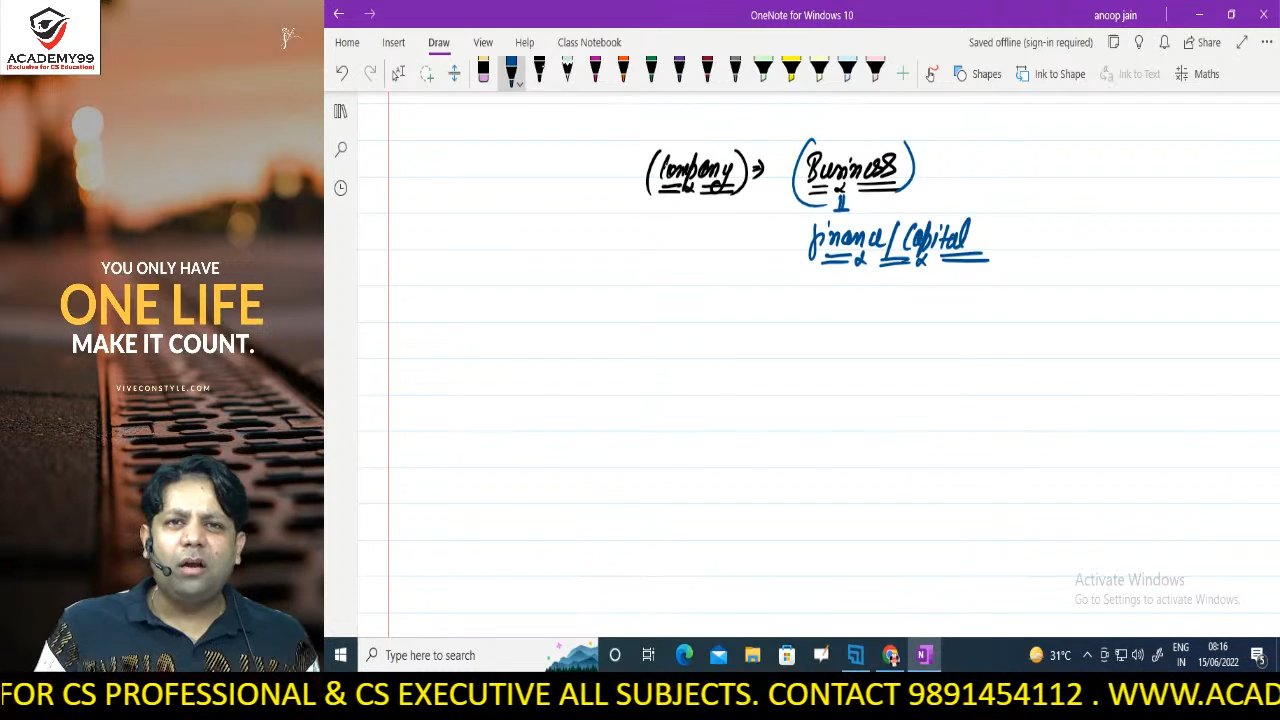 ACADEMY99
(Exclusive for CS Education)
YOU ONLY HAVE
ONE LIFE
MAKE IT COUNT.
VIVECONSTYLE.COM
OneNote for Windows 10
anoop jain
Home Insert Draw View Help Class Notebook
Saved offline (sign-in required)
Share
Shapes
Ink to Shape
Ink to Text
Maths
(Company) ⇒ (Business)
finance/Capital
Activate Windows
Go to Settings to activate Windows.
Type here to search
31°C
ENG
IN
08:16
15/06/2022
5
FOR CS PROFESSIONAL & CS EXECUTIVE ALL SUBJECTS. CONTACT 9891454112 . WWW.ACAD